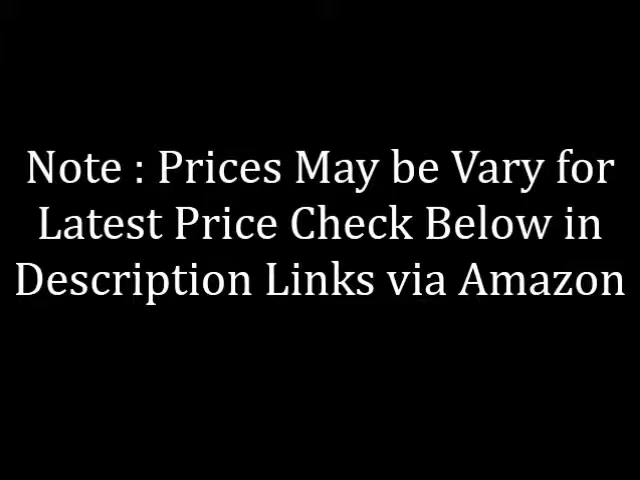 Note : Prices May be Vary for
Latest Price Check Below in
Description Links via Amazon